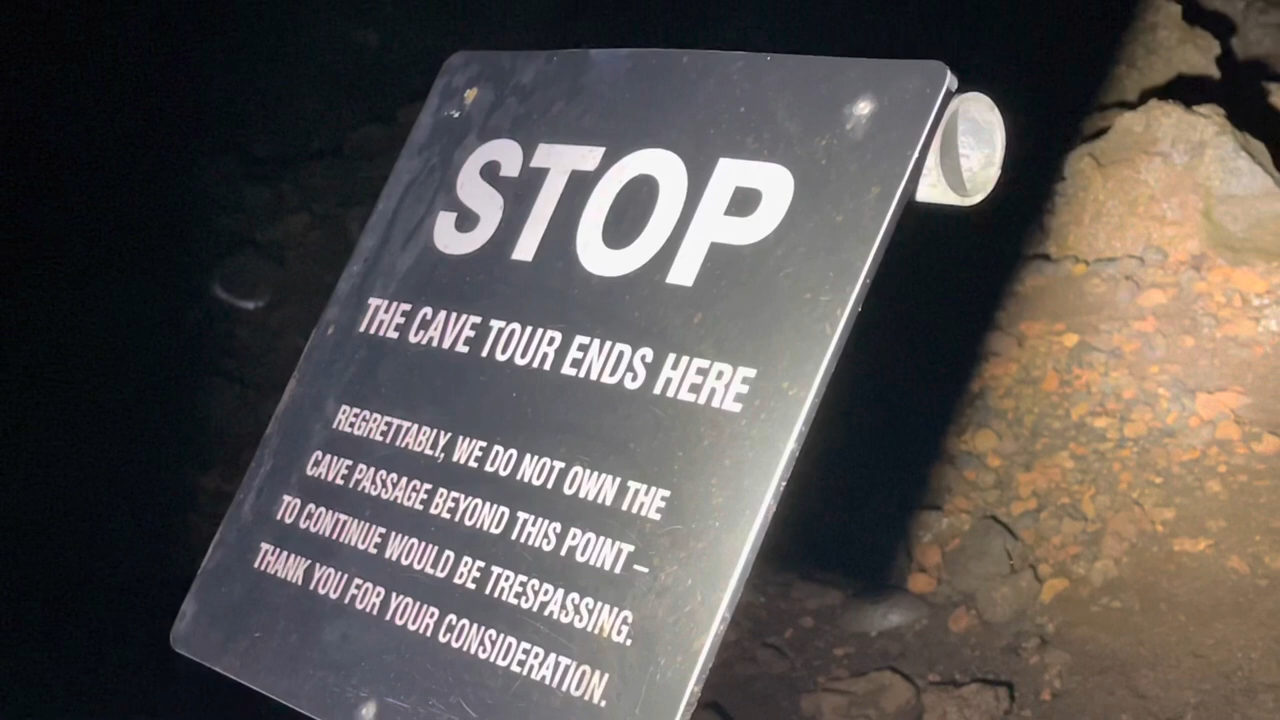 STOP
THE CAVE TOUR ENDS HERE
REGRETTABLY, WE DO NOT OWN THE
CAVE PASSAGE BEYOND THIS POINT –
TO CONTINUE WOULD BE TRESPASSING.
THANK YOU FOR YOUR CONSIDERATION.